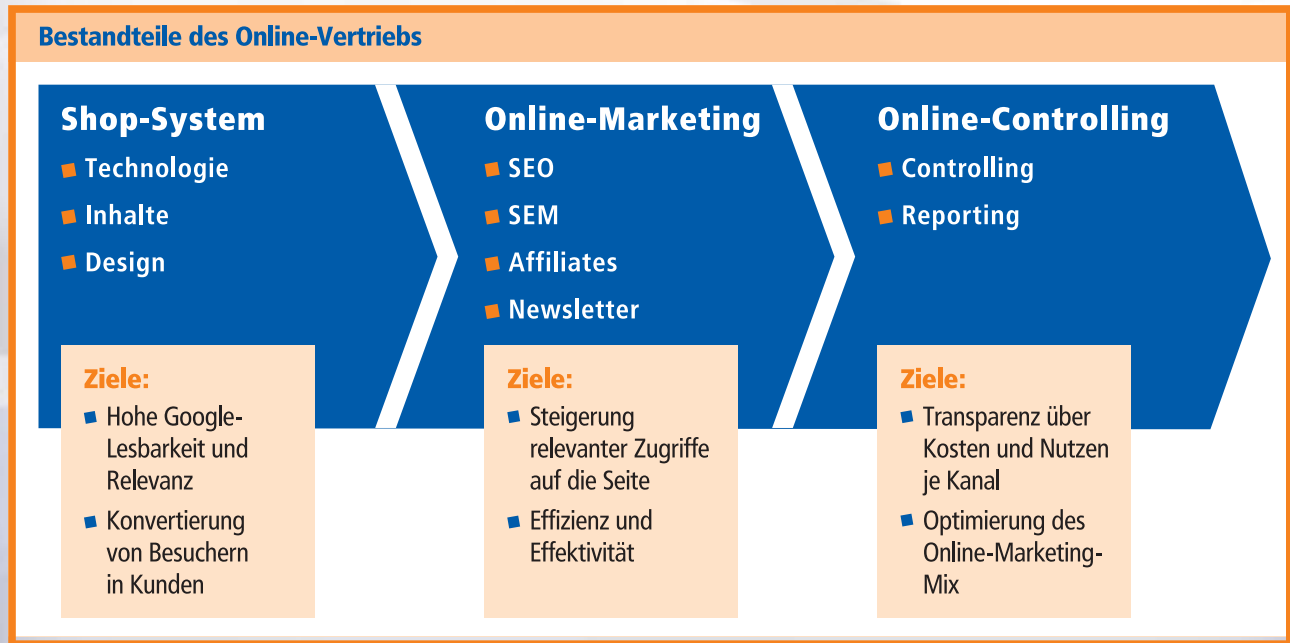 Bestandteile des Online-Vertriebs
Shop-System
Technologie
Inhalte
Design
Ziele:
Hohe Google-
Lesbarkeit und
Relevanz
Konvertierung
von Besuchern
in Kunden
Online-Marketing
SEO
SEM
Affiliates
Newsletter
Ziele:
Steigerung
relevanter Zugriffe
auf die Seite
Effizienz und
Effektivität
Online-Controlling
Controlling
Reporting
Ziele:
Transparenz über
Kosten und Nutzen
je Kanal
Optimierung des
Online-Marketing-
Mix